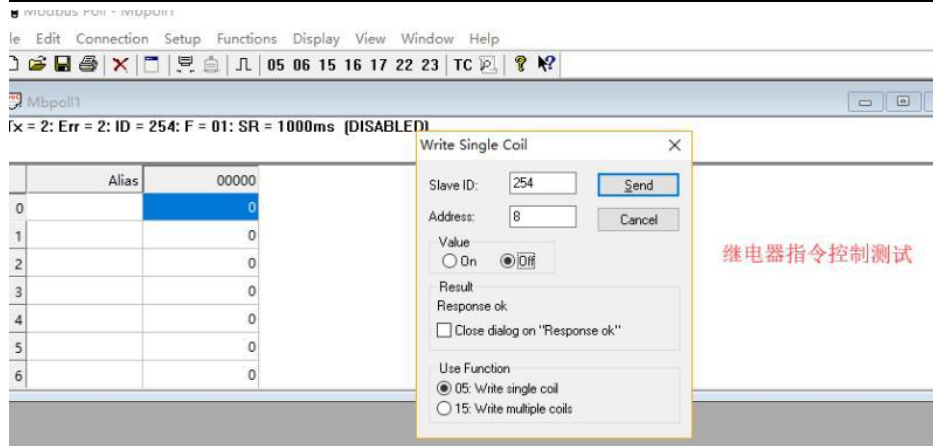 Modbus Poll - Mbpoll1
le Edit Connection Setup Functions Display View Window Help
05 06 15 16 17 22 23 TC
Mbpoll1
Tx = 2: Err = 2: ID = 254: F = 01: SR = 1000ms (DISABLED)
Alias 00000
0 0
1 0
2 0
3 0
4 0
5 0
6 0
Write Single Coil
Slave ID: 254 Send
Address: 8 Cancel
Value
On Off
Result
Response ok
Close dialog on "Response ok"
Use Function
05: Write single coil
15: Write multiple coils
继电器指令控制测试